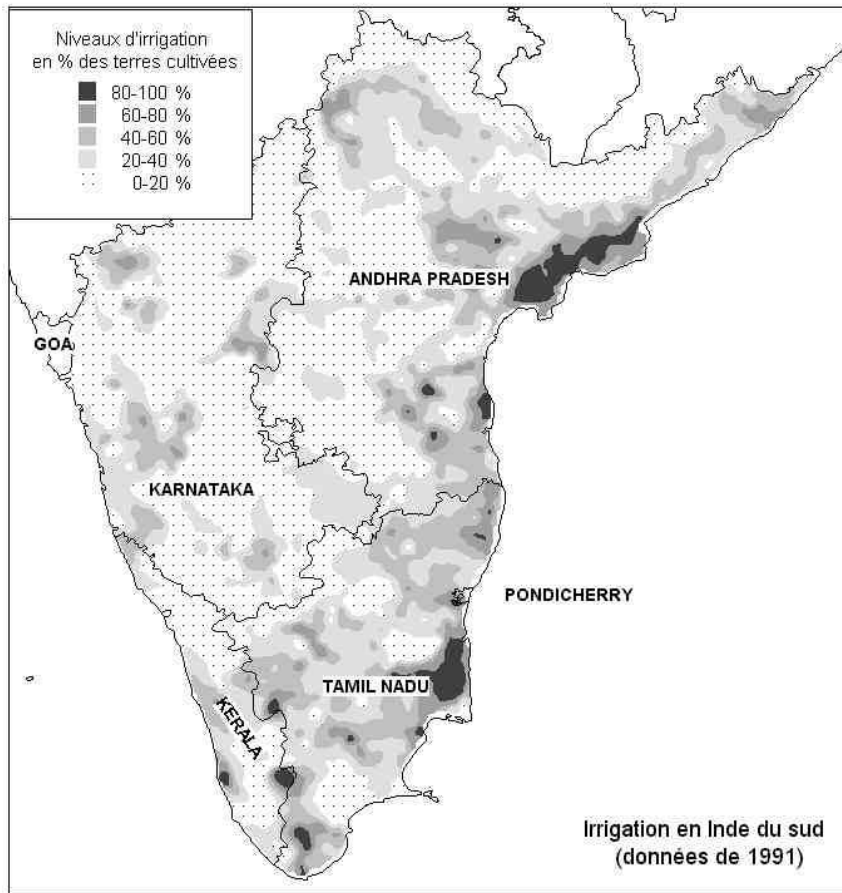 Niveaux d'irrigation
en % des terres cultivées
80-100 %
60-80 %
40-60 %
20-40 %
0-20 %
ANDHRA PRADESH
GOA
KARNATAKA
PONDICHERRY
TAMIL NADU
KERALA
Irrigation en Inde du sud
(données de 1991)